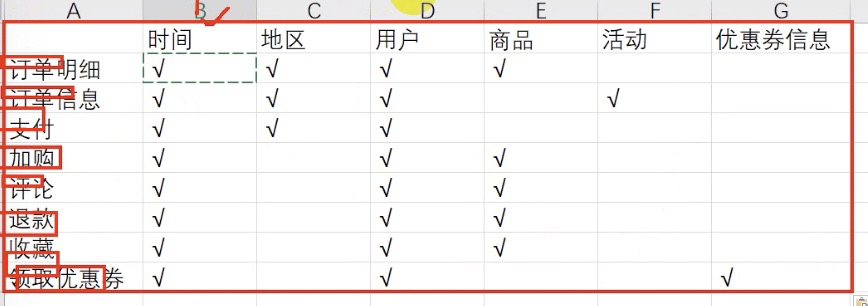 A B C D E F G
时间 地区 用户 商品 活动 优惠券信息
订单明细 √ √ √ √
订单信息 √ √ √ √
支付 √ √ √
加购 √ √ √
评论 √ √ √
退款 √ √ √
收藏 √ √ √
领取优惠券 √ √ √